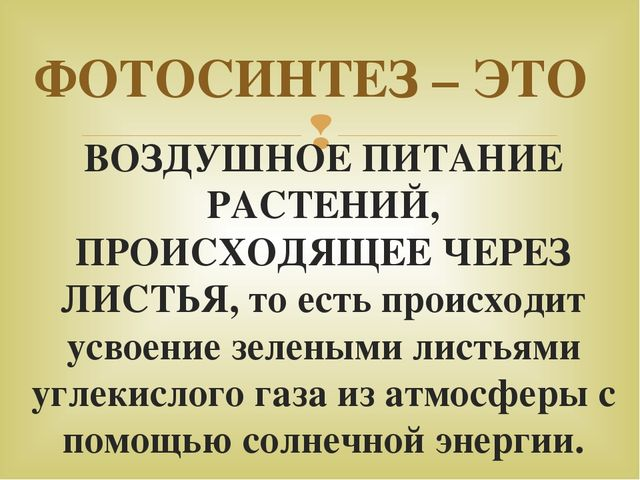 ФОТОСИНТЕЗ – ЭТО
ВОЗДУШНОЕ ПИТАНИЕ
РАСТЕНИЙ,
ПРОИСХОДЯЩЕЕ ЧЕРЕЗ
ЛИСТЬЯ, то есть происходит
усвоение зелеными листьями
углекислого газа из атмосферы с
помощью солнечной энергии.